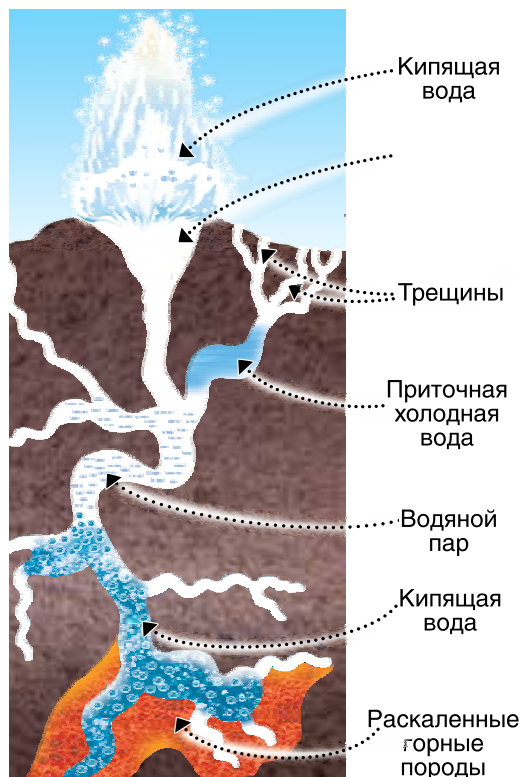 Кипящая
вода
Трещины
Приточная
холодная
вода
Водяной
пар
Кипящая
вода
Раскаленные
горные
породы